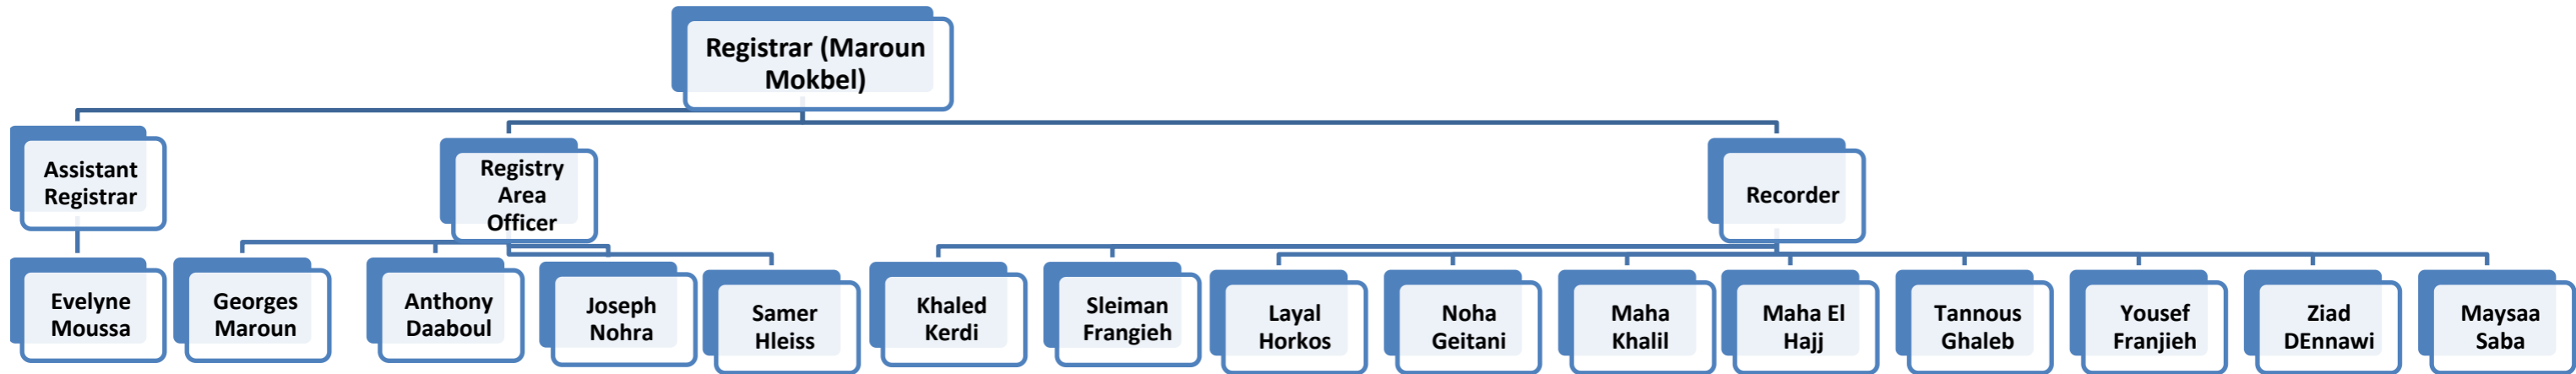 Registrar (Maroun
Mokbel)
Assistant
Registrar
Registry
Area
Officer
Recorder
Evelyne
Moussa
Georges
Maroun
Anthony
Daaboul
Joseph
Nohra
Samer
Hleiss
Khaled
Kerdi
Sleiman
Frangieh
Layal
Horkos
Noha
Geitani
Maha
Khalil
Maha El
Hajj
Tannous
Ghaleb
Yousef
Franjieh
Ziad
DEnnawi
Maysaa
Saba